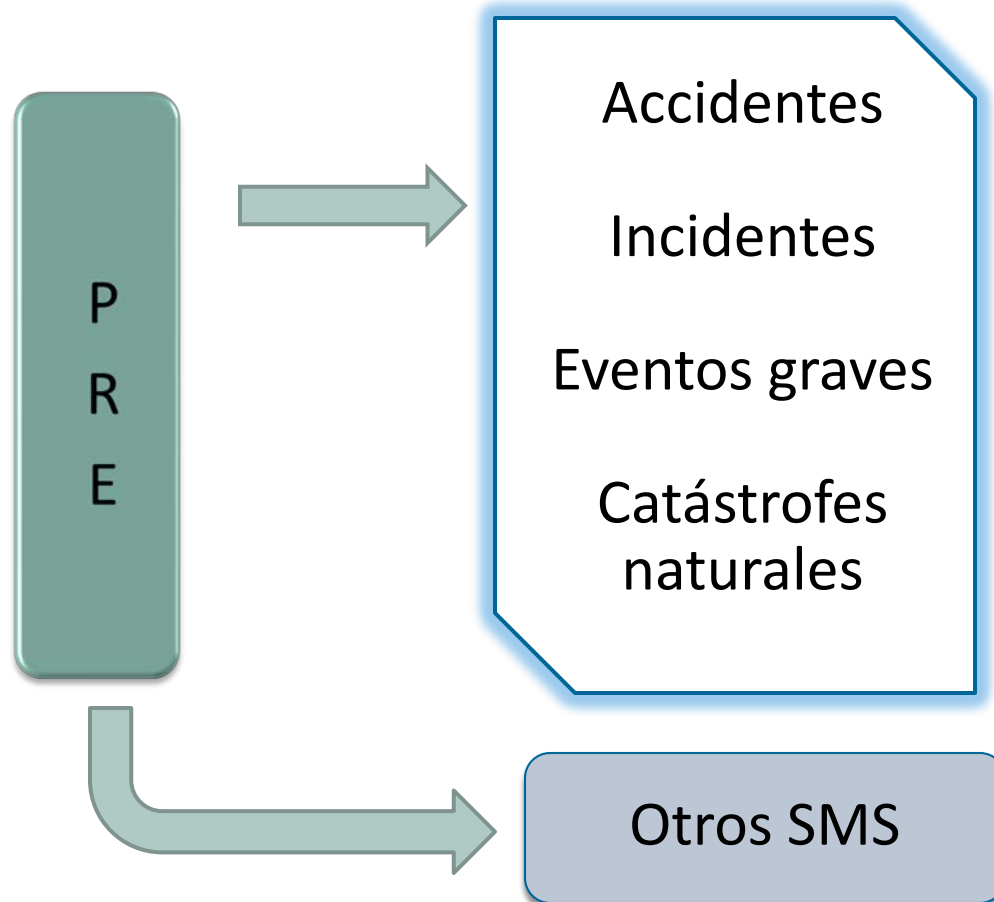 P
R
E
Accidentes
Incidentes
Eventos graves
Catástrofes
naturales
Otros SMS